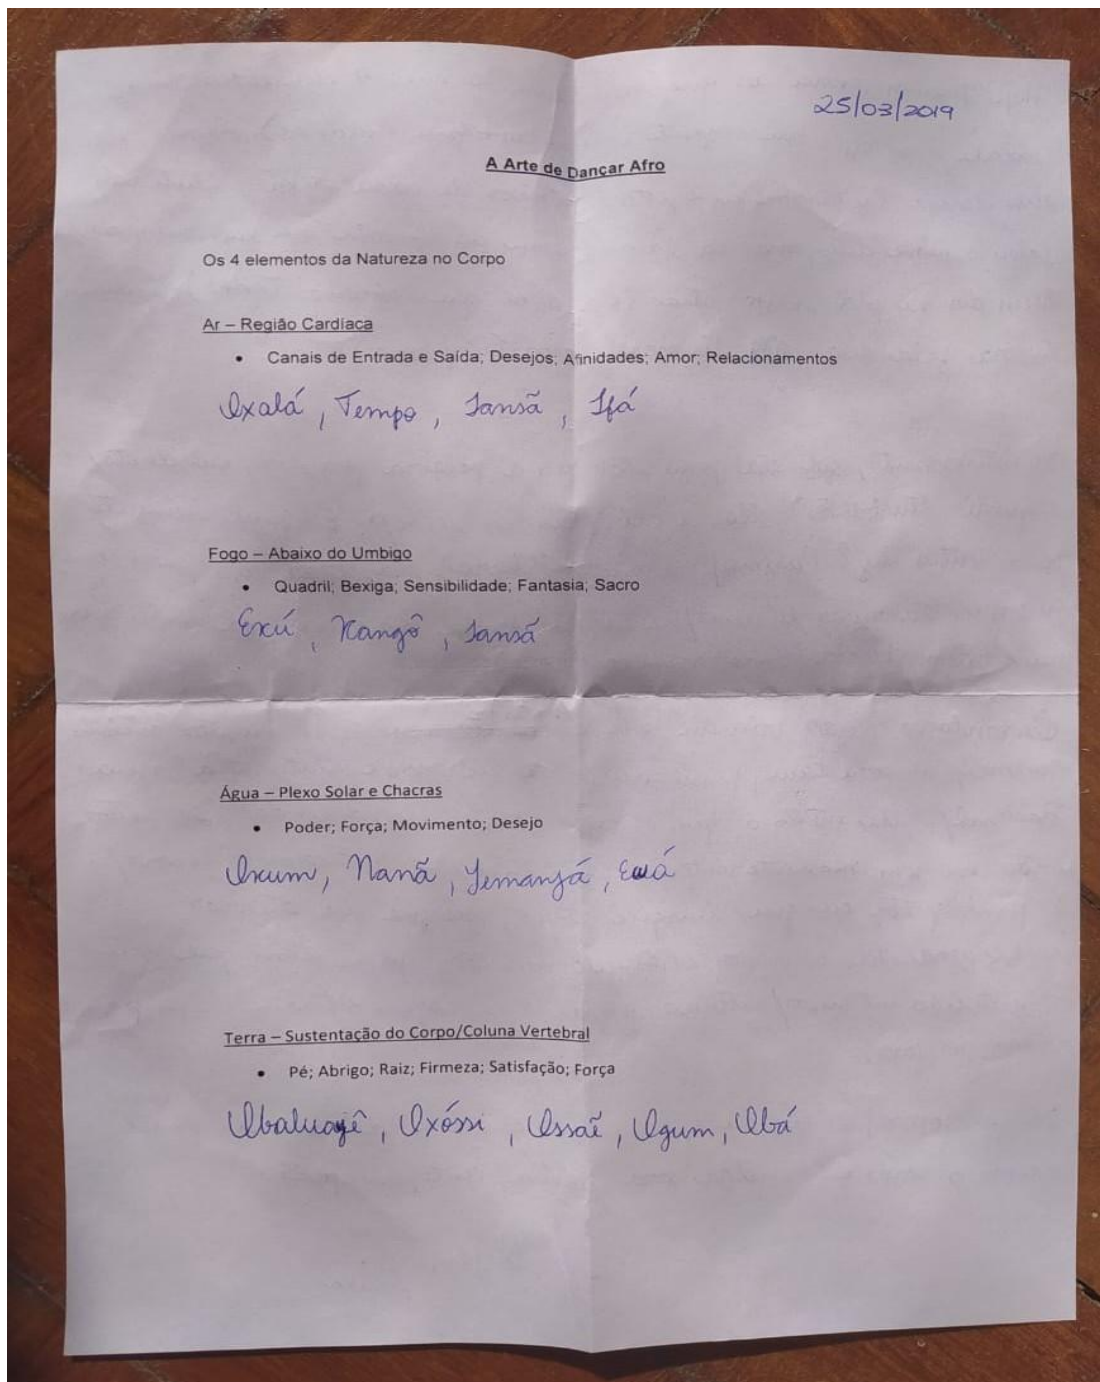 25/03/2019
A Arte de Dançar Afro
Os 4 elementos da Natureza no Corpo
Ar – Região Cardíaca
• Canais de Entrada e Saída; Desejos; Afinidades; Amor; Relacionamentos
Oxalá, Tempo, Iansã, Ifá
Fogo – Abaixo do Umbigo
• Quadril; Bexiga; Sensibilidade; Fantasia; Sacro
Exú, Xangô, Iansã
Água – Plexo Solar e Chacras
• Poder; Força; Movimento; Desejo
Oxum, Nanã, Yemanjá, Ewá
Terra – Sustentação do Corpo/Coluna Vertebral
• Pé; Abrigo; Raiz; Firmeza; Satisfação; Força
Obaluayê, Oxóssi, Ossaĩ, Ogum, Obá